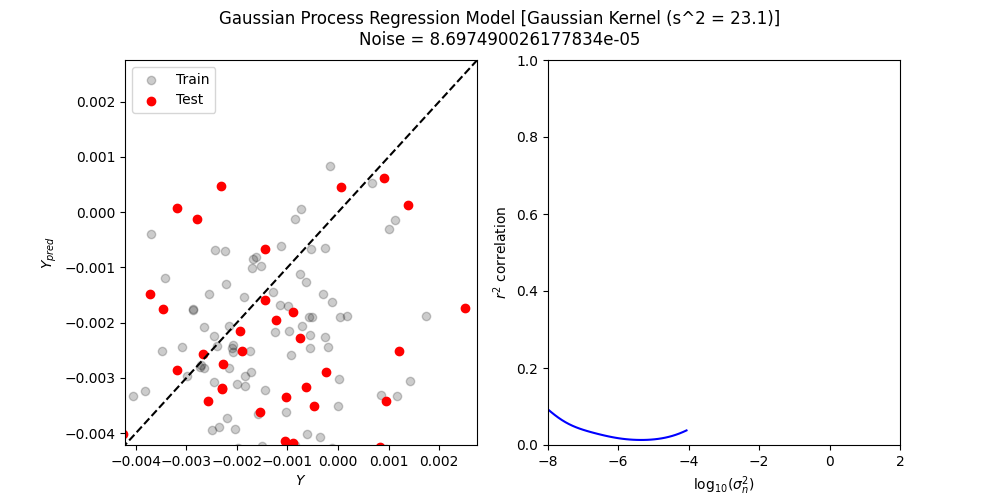 Gaussian Process Regression Model [Gaussian Kernel (s^2 = 23.1)]
Noise = 8.697490026177834e-05
Train
Test
0.002
0.001
0.000
−0.001
−0.002
−0.003
−0.004
Y_pred
−0.004 −0.003 −0.002 −0.001 0.000 0.001 0.002
Y
1.0
0.8
0.6
0.4
0.2
0.0
r² correlation
−8 −6 −4 −2 0 2
log₁₀(σₙ²)